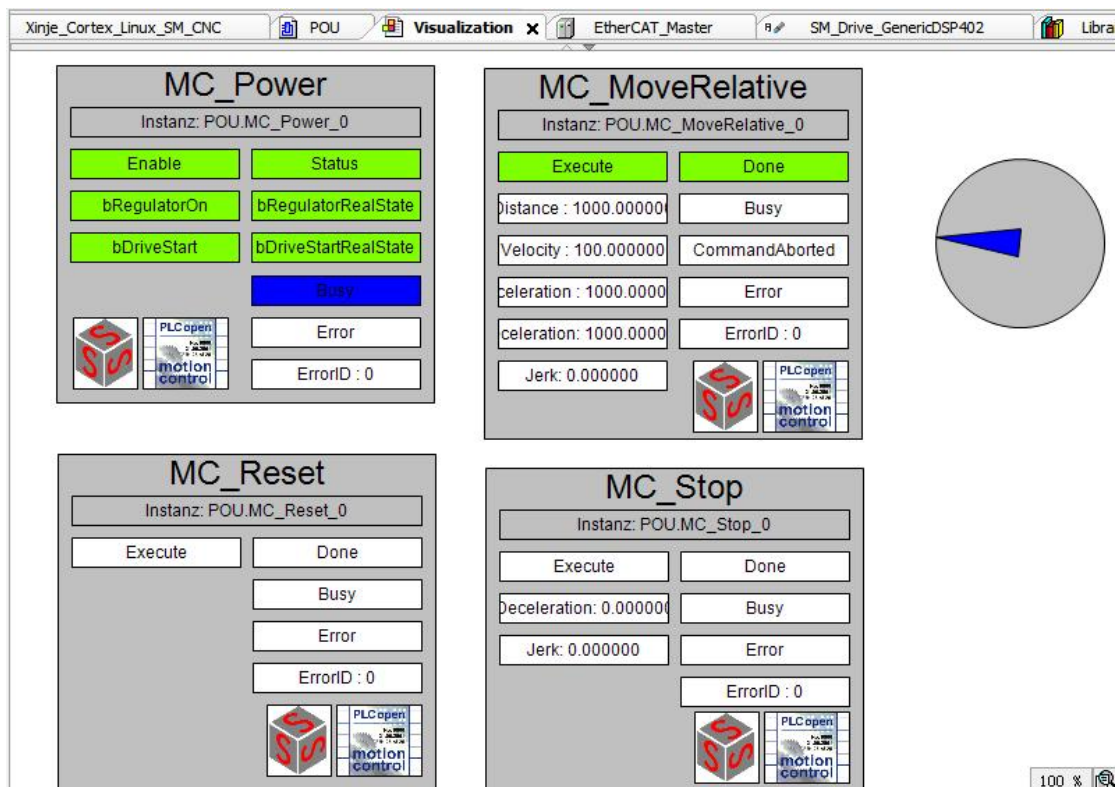 Xinje_Cortex_Linux_SM_CNC
POU
Visualization
EtherCAT_Master
SM_Drive_GenericDSP402
Libra
MC_Power
Instanz: POU.MC_Power_0
Enable
Status
bRegulatorOn
bRegulatorRealState
bDriveStart
bDriveStartRealState
Busy
Error
ErrorID : 0
PLCopen
motion
control
MC_MoveRelative
Instanz: POU.MC_MoveRelative_0
Execute
Done
Distance : 1000.000000
Busy
Velocity : 100.000000
CommandAborted
celeration : 1000.0000
Error
celeration: 1000.0000
ErrorID : 0
Jerk: 0.000000
PLCopen
motion
control
MC_Reset
Instanz: POU.MC_Reset_0
Execute
Done
Busy
Error
ErrorID : 0
PLCopen
motion
control
MC_Stop
Instanz: POU.MC_Stop_0
Execute
Done
Deceleration: 0.000000
Busy
Jerk: 0.000000
Error
ErrorID : 0
PLCopen
motion
control
100 %